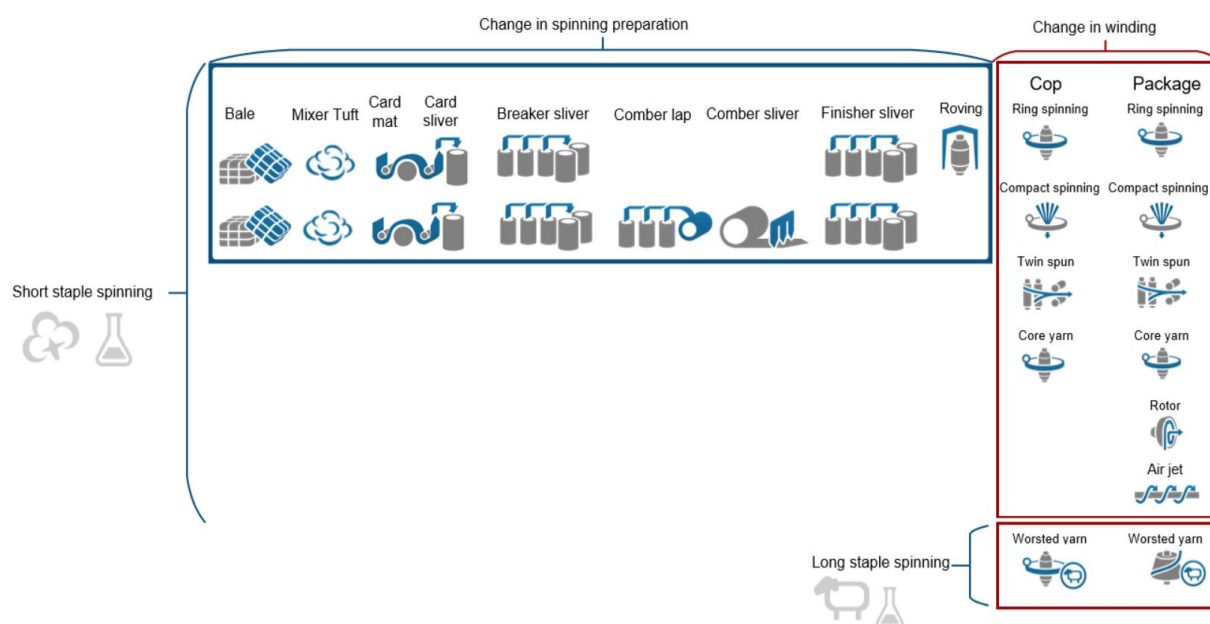 Change in spinning preparation
Change in winding
Bale
Mixer Tuft
Card
mat
Card
sliver
Breaker sliver
Comber lap
Comber sliver
Finisher sliver
Roving
Cop
Package
Ring spinning
Ring spinning
Compact spinning
Compact spinning
Twin spun
Twin spun
Short staple spinning
Core yarn
Core yarn
Rotor
Air jet
Long staple spinning
Worsted yarn
Worsted yarn